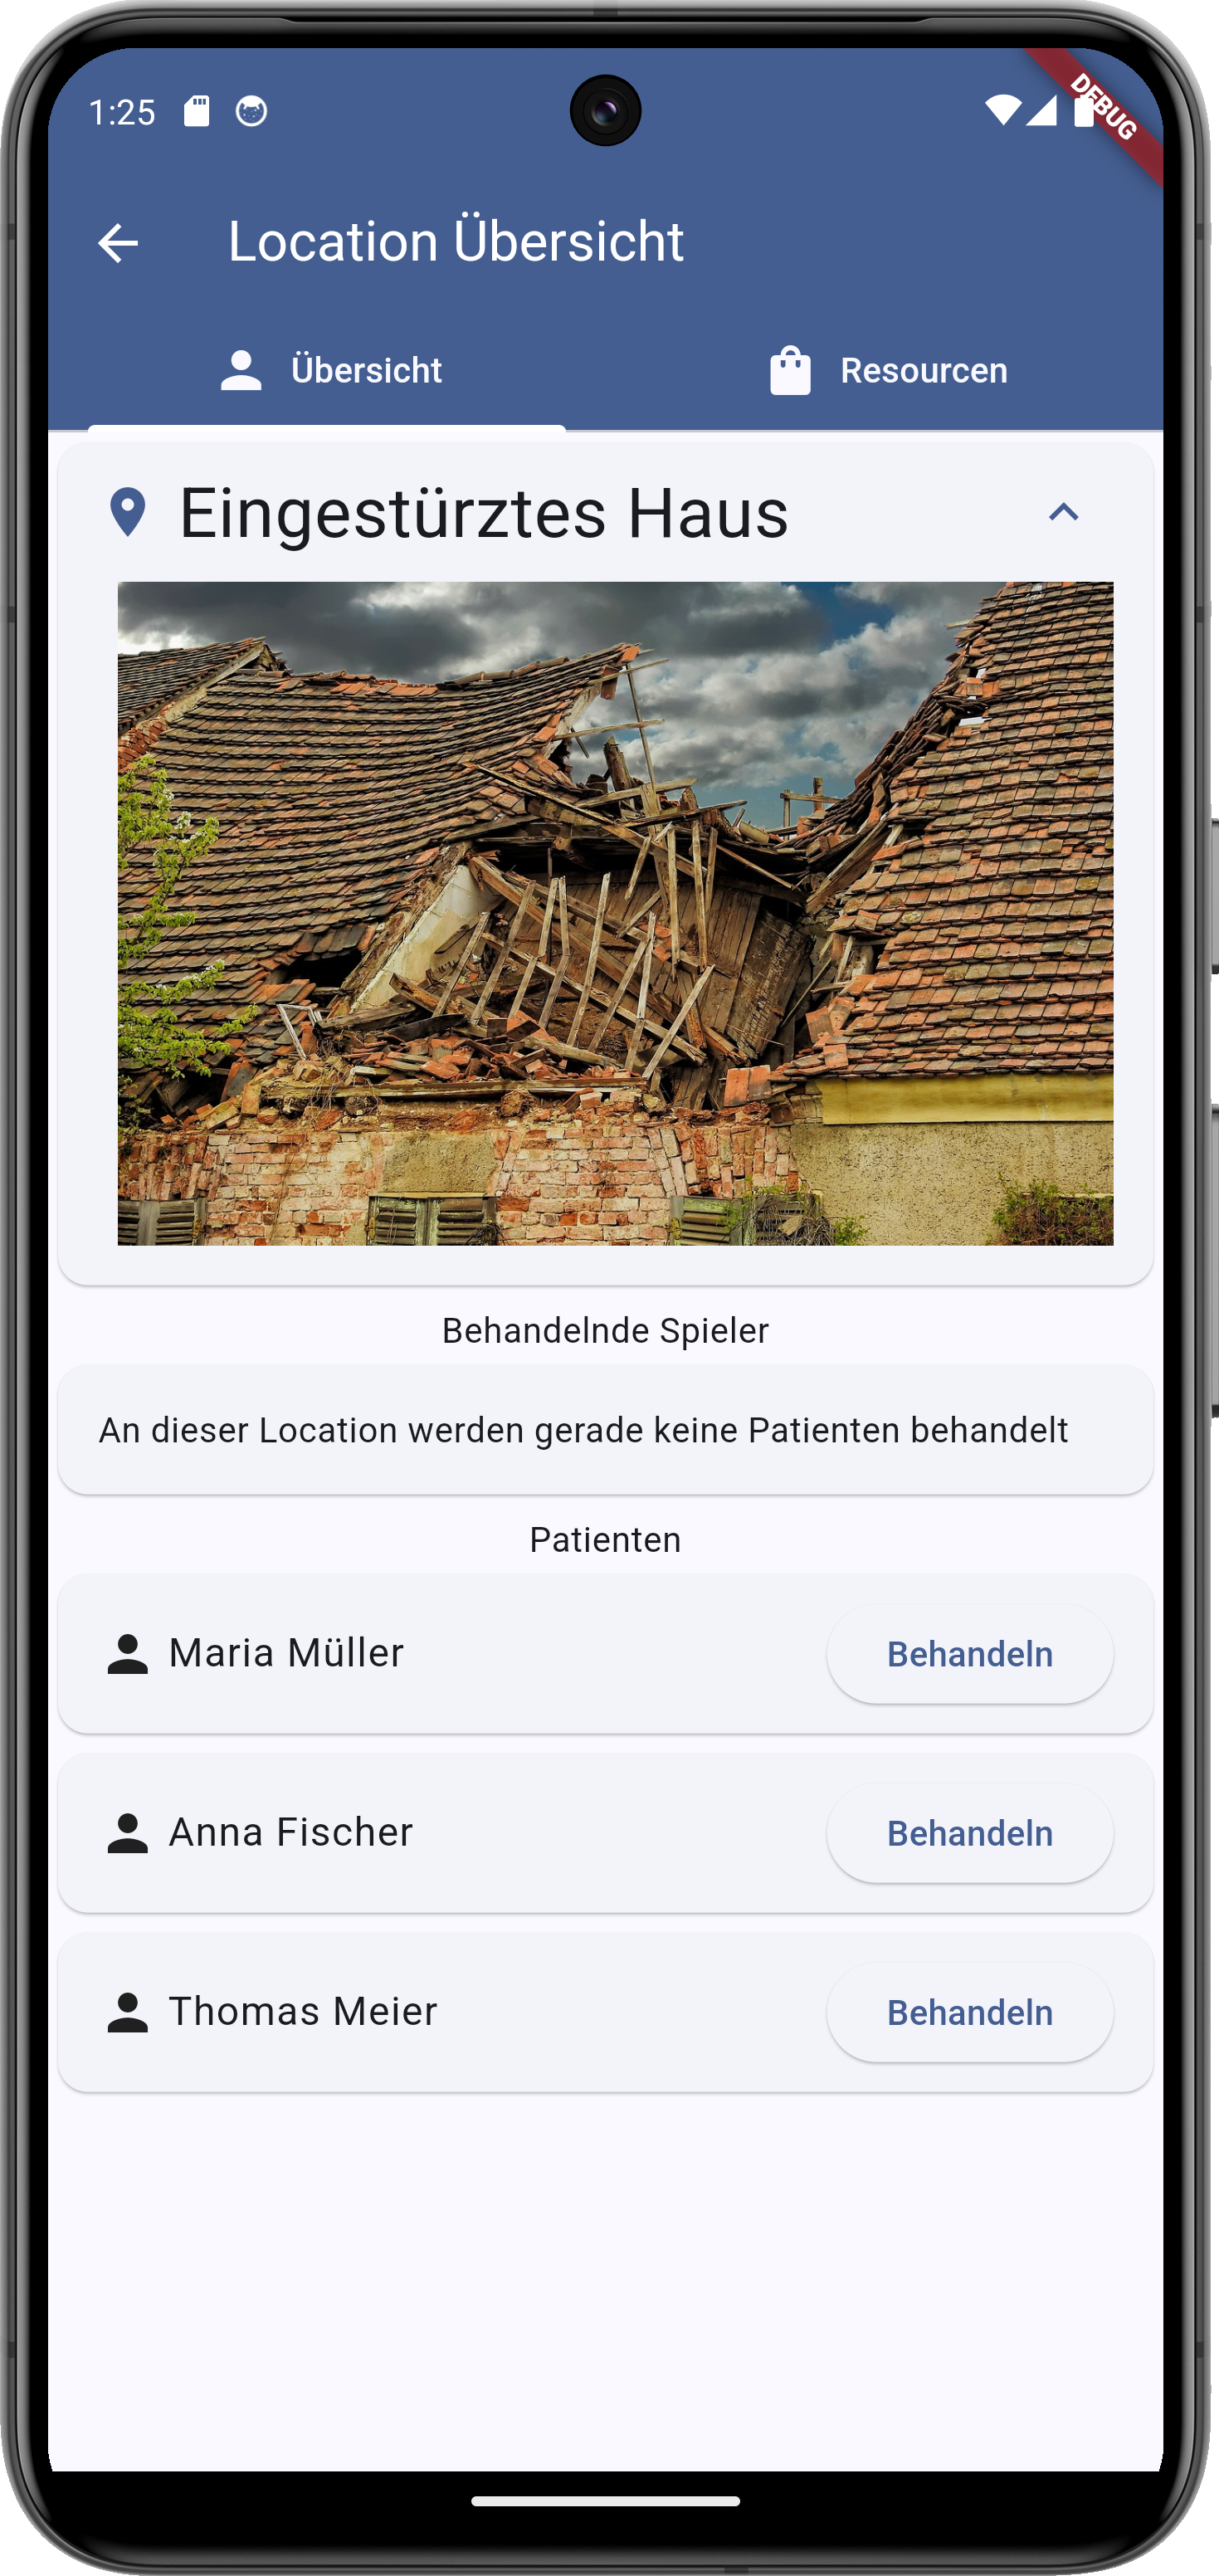 1:25
DEBUG
Location Übersicht
Übersicht
Resourcen
Eingestürztes Haus
Behandelnde Spieler
An dieser Location werden gerade keine Patienten behandelt
Patienten
Maria Müller
Behandeln
Anna Fischer
Behandeln
Thomas Meier
Behandeln